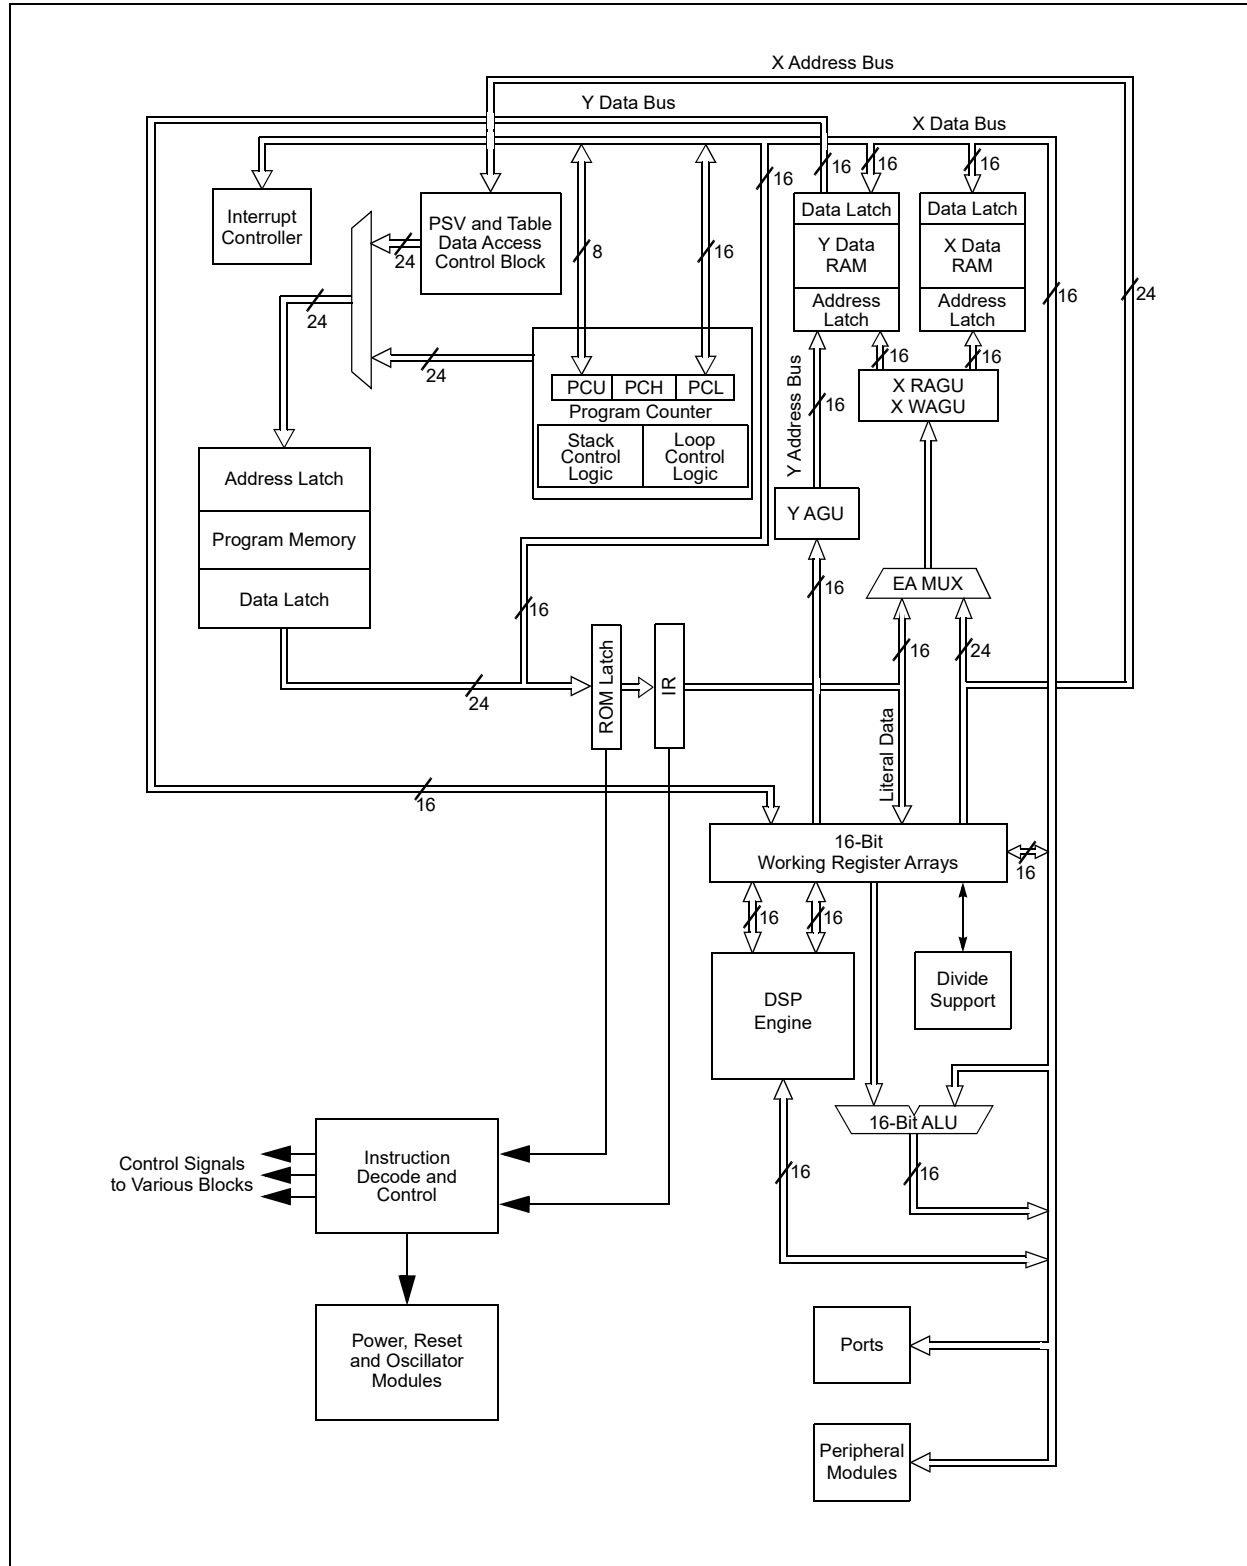 X Address Bus
Y Data Bus
X Data Bus
16
16
16
16
Interrupt
Controller
PSV and Table
Data Access
Control Block
24
8
16
Data Latch
Y Data
RAM
Address
Latch
Data Latch
X Data
RAM
Address
Latch
16
24
24
24
16
16
PCU
PCH
PCL
Program Counter
Stack
Control
Logic
Loop
Control
Logic
Y Address Bus
16
X RAGU
X WAGU
Address Latch
Program Memory
Data Latch
Y AGU
EA MUX
16
16
16
24
24
ROM Latch
IR
Literal Data
16
16-Bit
Working Register Arrays
16
16
16
DSP
Engine
Divide
Support
16-Bit ALU
16
16
Control Signals
to Various Blocks
Instruction
Decode and
Control
Power, Reset
and Oscillator
Modules
Ports
Peripheral
Modules